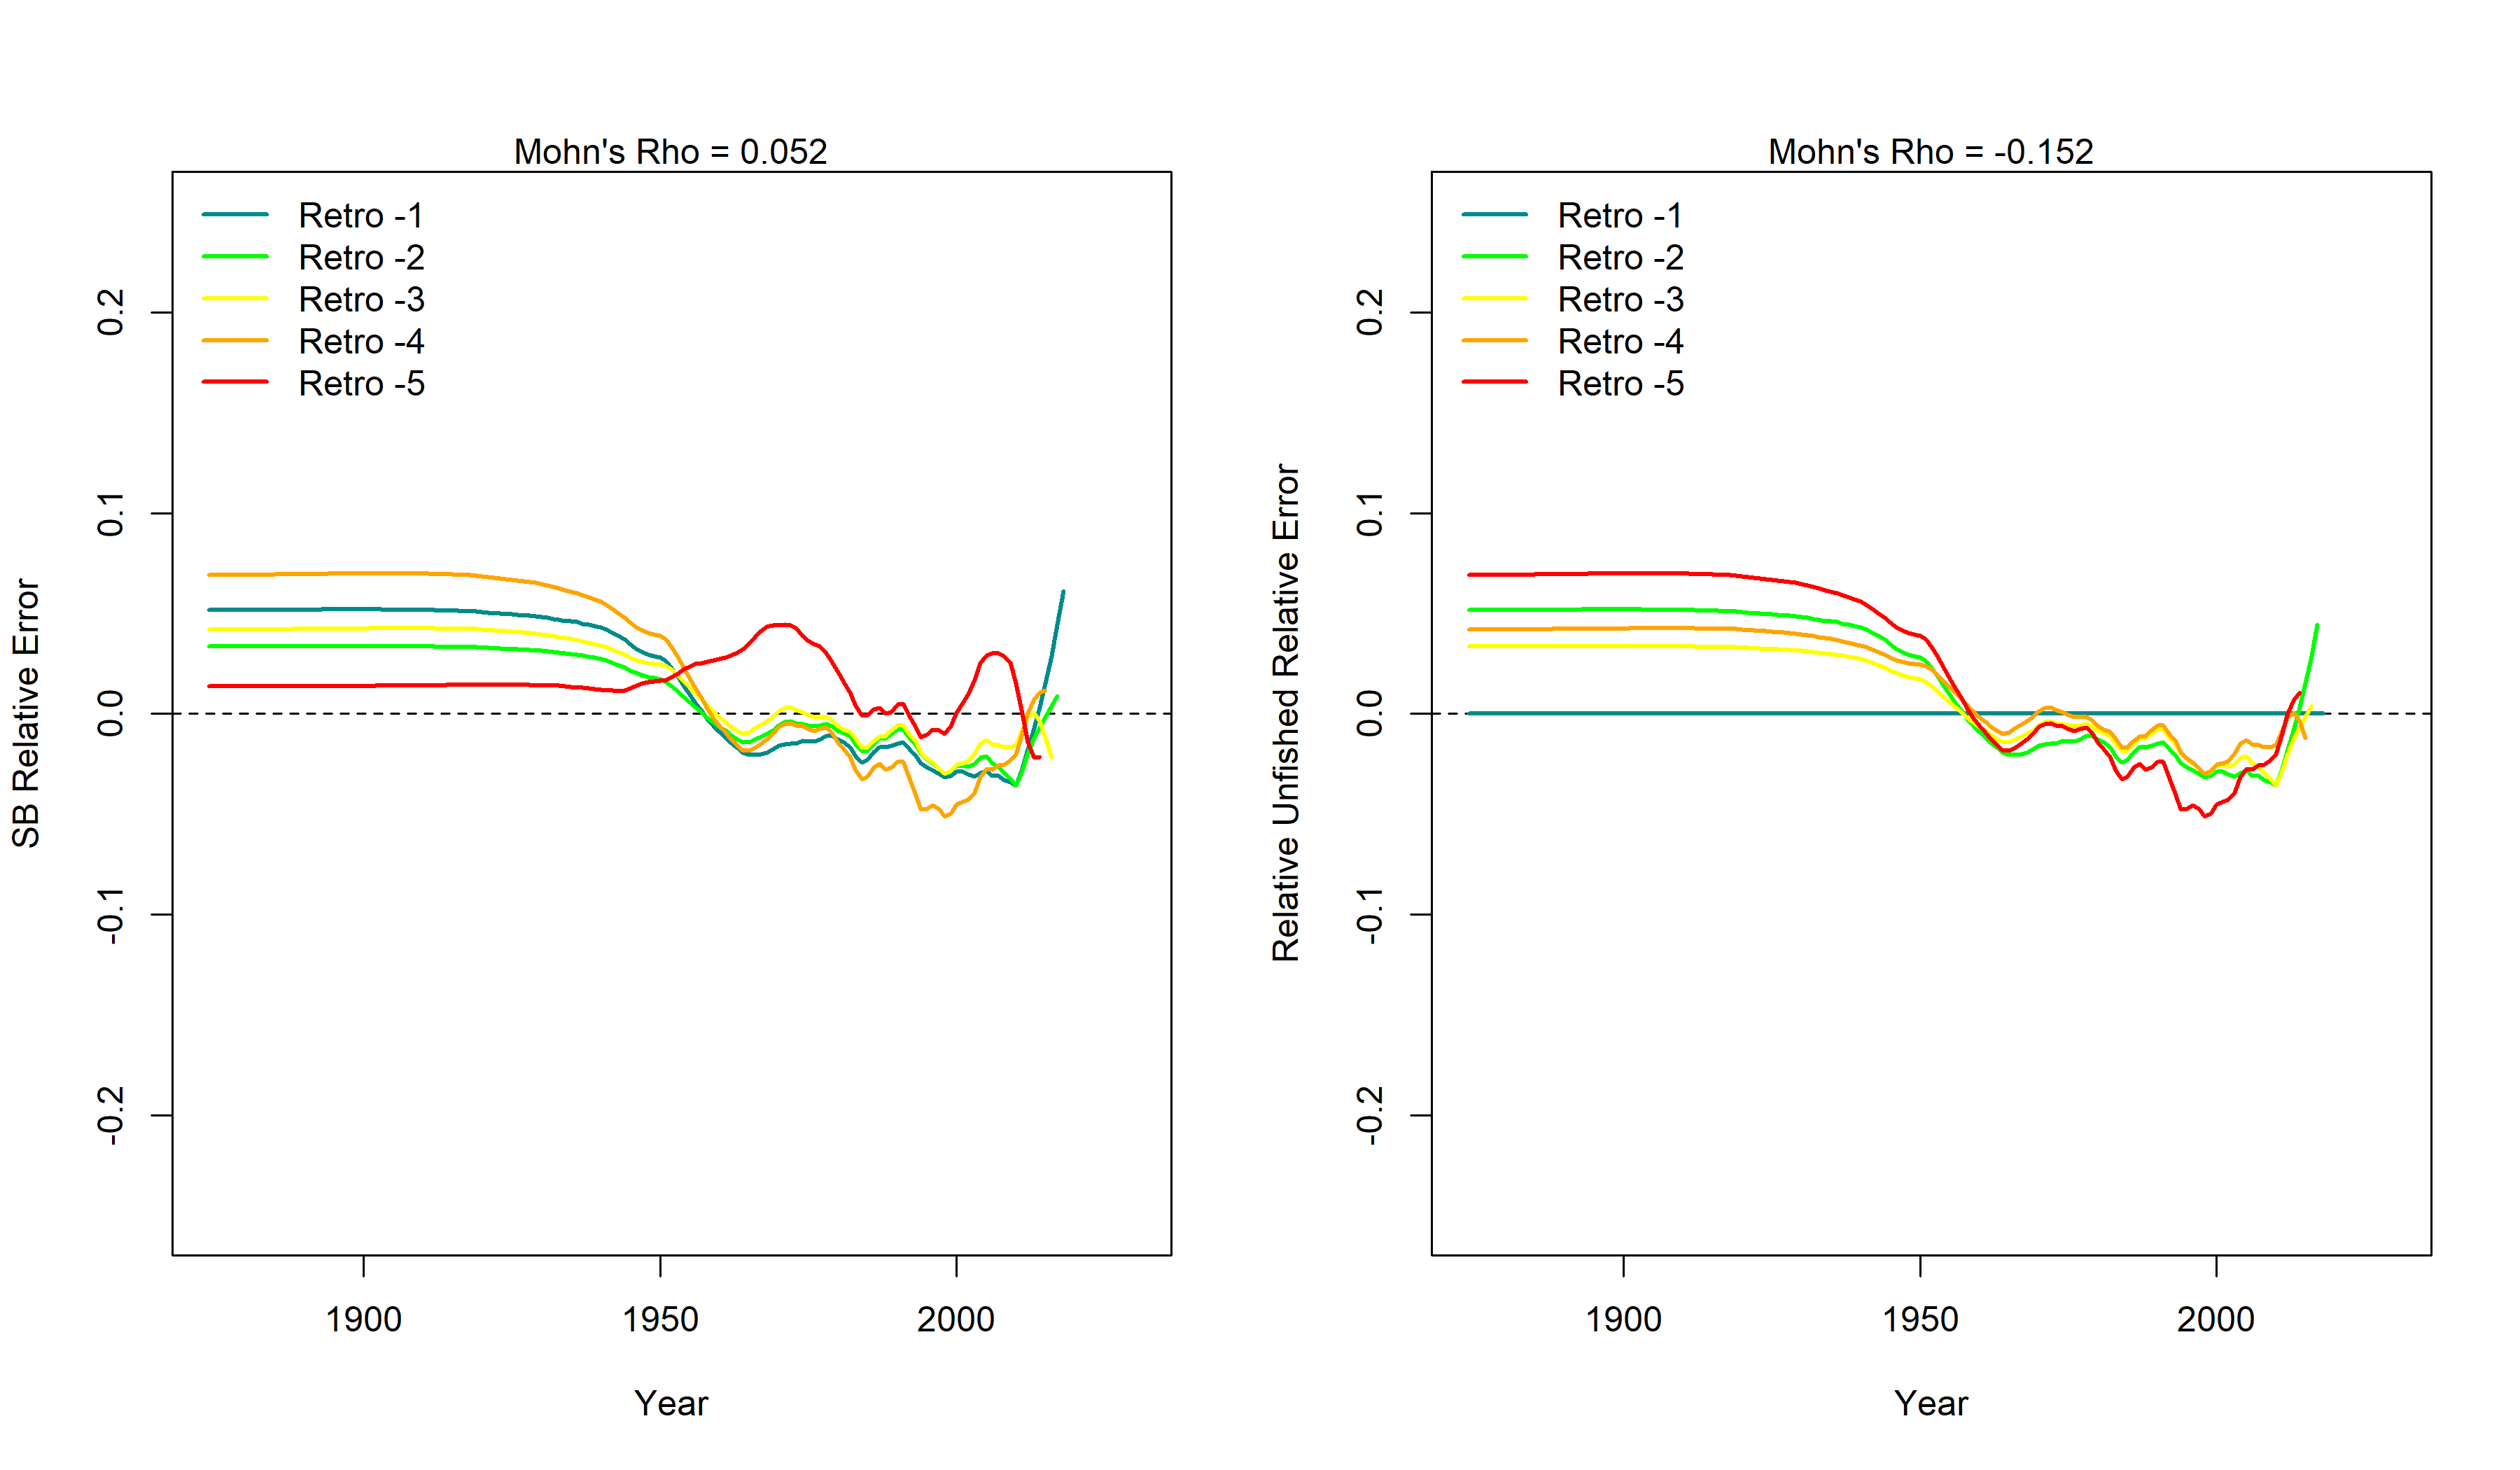 Mohn's Rho = 0.052
Retro -1
Retro -2
Retro -3
Retro -4
Retro -5
SB Relative Error
0.2
0.1
0.0
-0.1
-0.2
1900 1950 2000
Year
Mohn's Rho = -0.152
Retro -1
Retro -2
Retro -3
Retro -4
Retro -5
Relative Unfished Relative Error
0.2
0.1
0.0
-0.1
-0.2
1900 1950 2000
Year